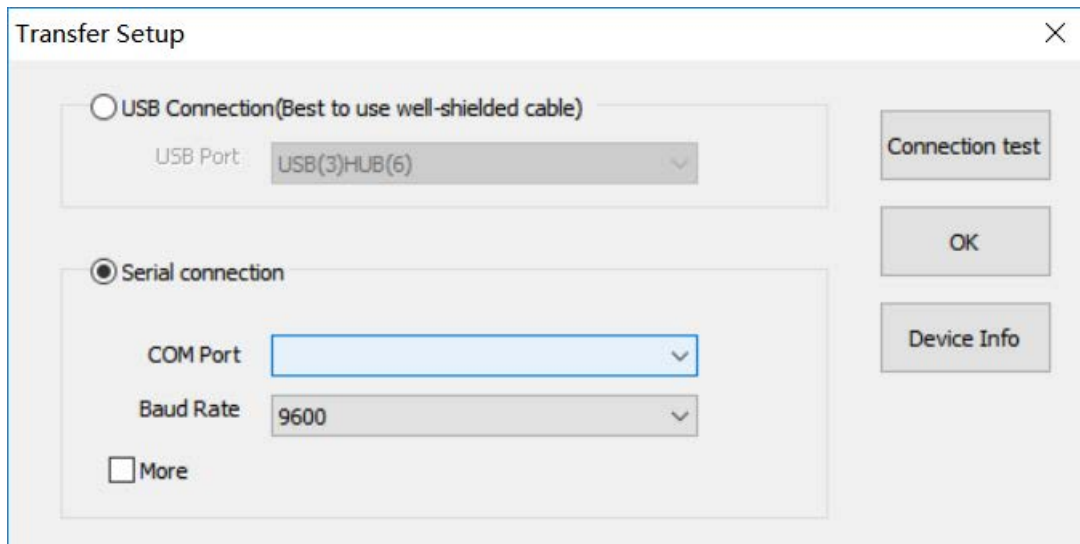 Transfer Setup
USB Connection(Best to use well-shielded cable)
USB Port
USB(3)HUB(6)
Connection test
OK
Serial connection
Device Info
COM Port
Baud Rate
9600
More